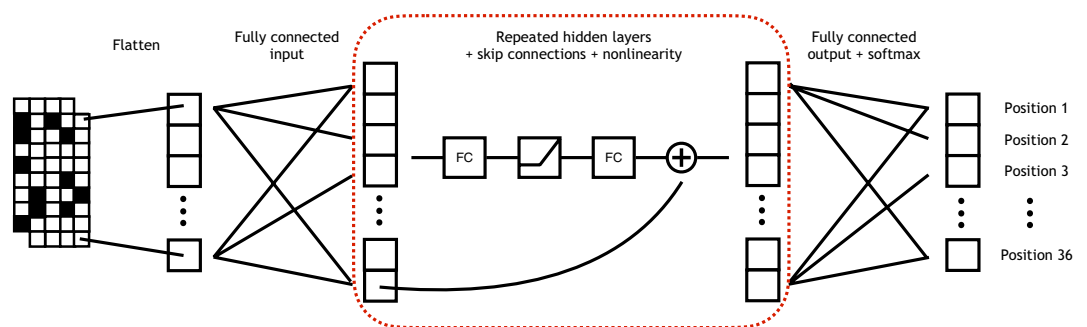 Flatten
Fully connected
input
Repeated hidden layers
+ skip connections + nonlinearity
Fully connected
output + softmax
FC
FC
Position 1
Position 2
Position 3
Position 36